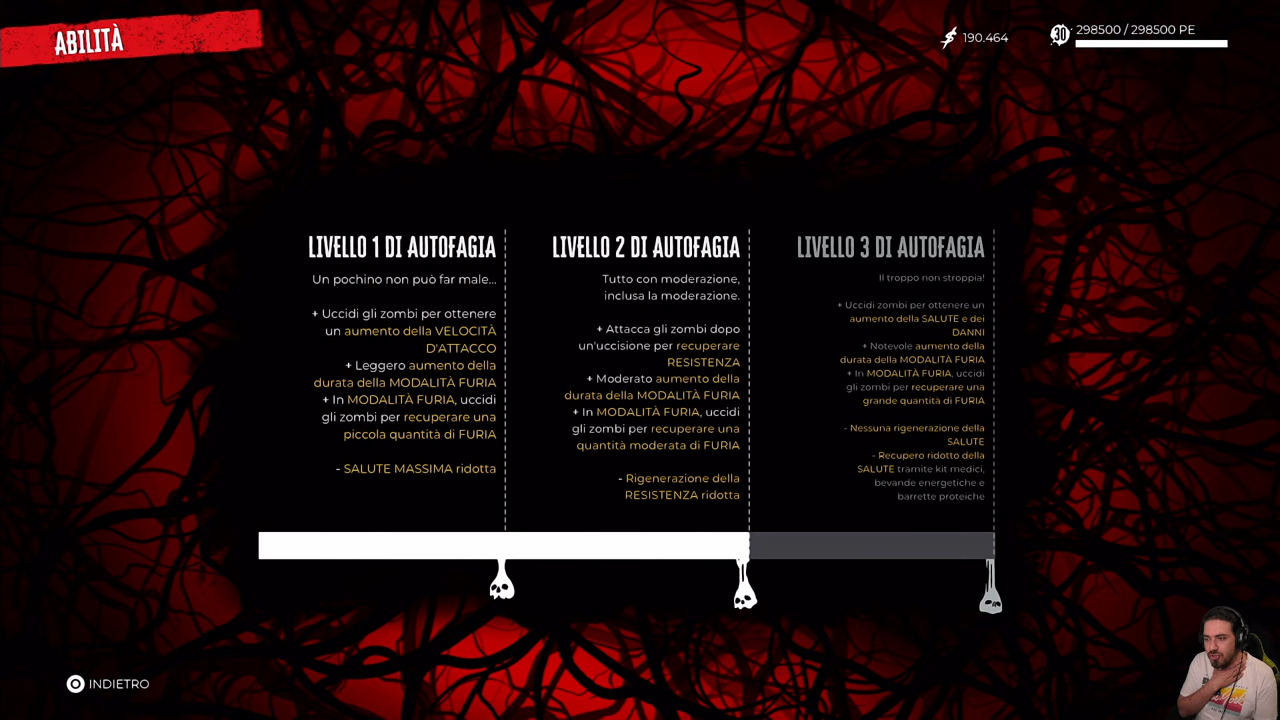 ABILITÀ
190.464
30
298500 / 298500 PE
LIVELLO 1 DI AUTOFAGIA
Un pochino non può far male...
+ Uccidi gli zombi per ottenere
un aumento della VELOCITÀ
D'ATTACCO
+ Leggero aumento della
durata della MODALITÀ FURIA
+ In MODALITÀ FURIA, uccidi
gli zombi per recuperare una
piccola quantità di FURIA
- SALUTE MASSIMA ridotta
LIVELLO 2 DI AUTOFAGIA
Tutto con moderazione,
inclusa la moderazione.
+ Attacca gli zombi dopo
un'uccisione per recuperare
RESISTENZA
+ Moderato aumento della
durata della MODALITÀ FURIA
+ In MODALITÀ FURIA, uccidi
gli zombi per recuperare una
quantità moderata di FURIA
- Rigenerazione della
RESISTENZA ridotta
LIVELLO 3 DI AUTOFAGIA
Il troppo non stroppia!
+ Uccidi zombi per ottenere un
aumento della SALUTE e dei
DANNI
+ Notevole aumento della
durata della MODALITÀ FURIA
+ In MODALITÀ FURIA, uccidi
gli zombi per recuperare una
grande quantità di FURIA
- Nessuna rigenerazione della
SALUTE
- Recupero ridotto della
SALUTE tramite kit medici,
bevande energetiche e
barrette proteiche
INDIETRO